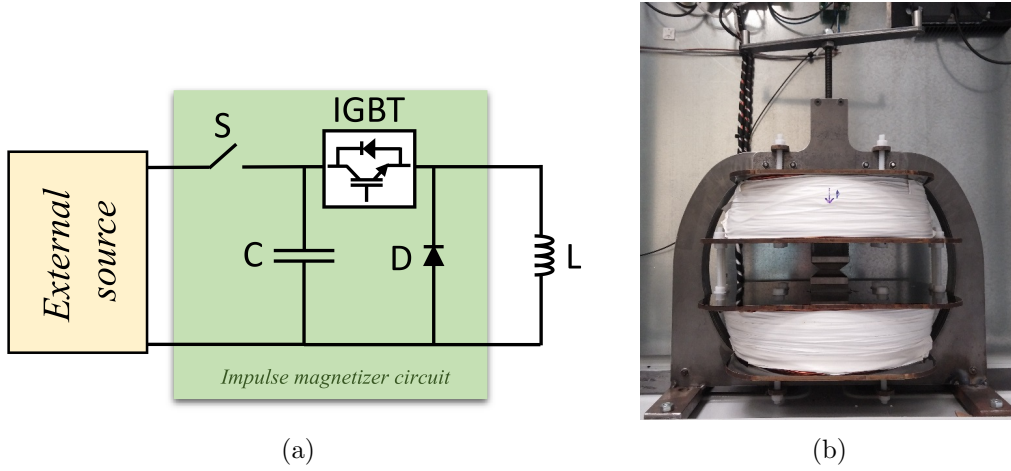 IGBT
S
External
source
C
D
L
Impulse magnetizer circuit
(a)
(b)